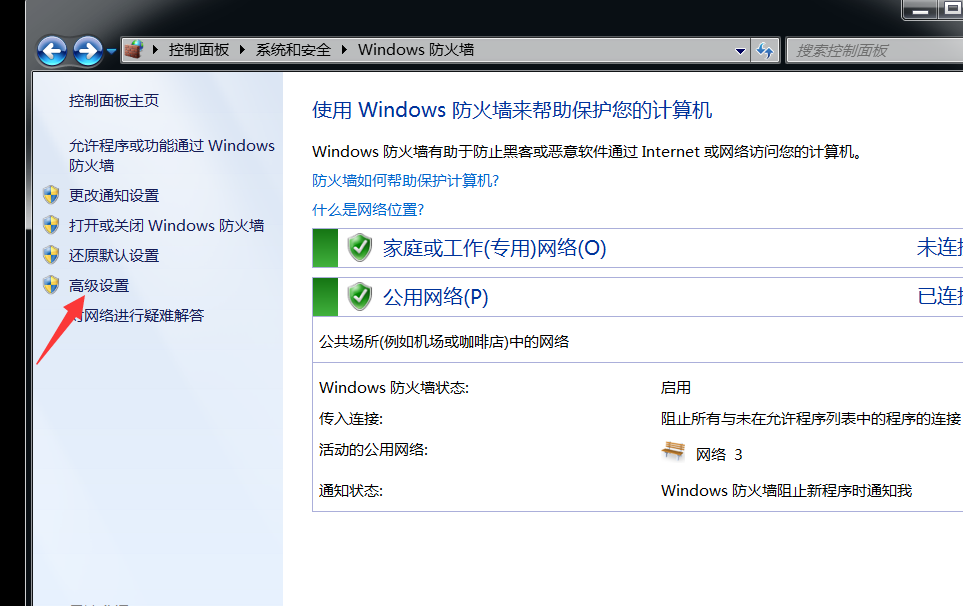 控制面板 系统和安全 Windows 防火墙
搜索控制面板
控制面板主页
允许程序或功能通过 Windows
防火墙
更改通知设置
打开或关闭 Windows 防火墙
还原默认设置
高级设置
网络进行疑难解答
使用 Windows 防火墙来帮助保护您的计算机
Windows 防火墙有助于防止黑客或恶意软件通过 Internet 或网络访问您的计算机。
防火墙如何帮助保护计算机?
什么是网络位置?
家庭或工作(专用)网络(O) 未连
公用网络(P) 已连
公共场所(例如机场或咖啡店)中的网络
Windows 防火墙状态: 启用
传入连接: 阻止所有与未在允许程序列表中的程序的连接
活动的公用网络: 网络 3
通知状态: Windows 防火墙阻止新程序时通知我